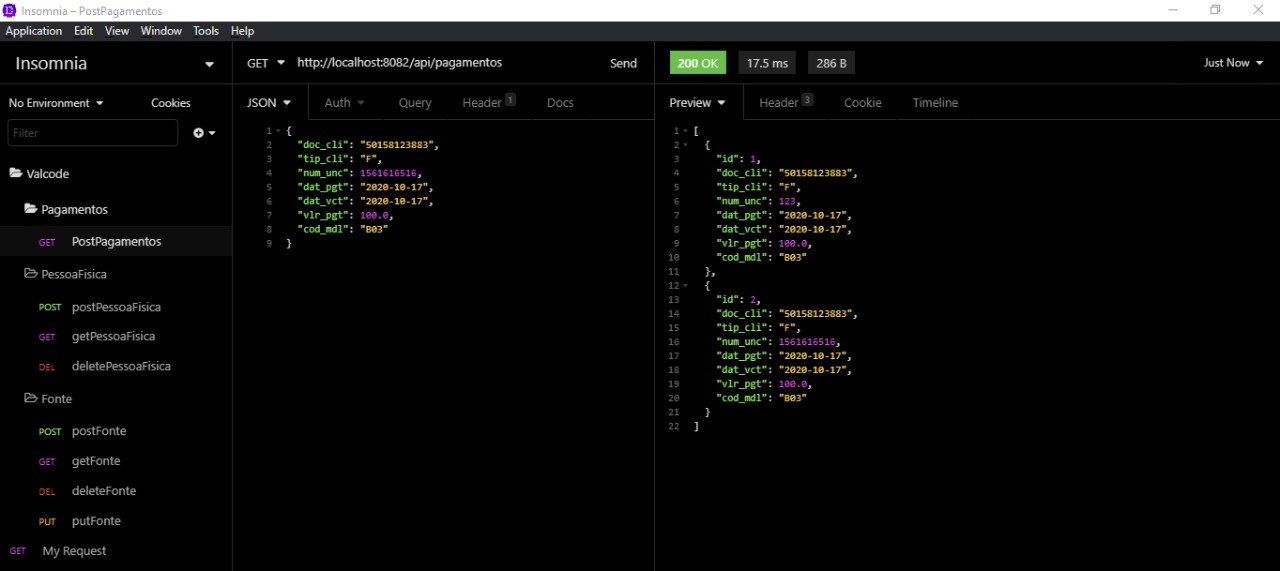 Insomnia – PostPagamentos
Application Edit View Window Tools Help
Insomnia
No Environment Cookies
Filter
Valcode
Pagamentos
GET PostPagamentos
PessoaFisica
POST postPessoaFisica
GET getPessoaFisica
DEL deletePessoaFisica
Fonte
POST postFonte
GET getFonte
DEL deleteFonte
PUT putFonte
GET My Request
GET http://localhost:8082/api/pagamentos Send
JSON Auth Query Header 1 Docs
1 {
2 "doc_cli": "50158123883",
3 "tip_cli": "F",
4 "num_unc": 1561616516,
5 "dat_pgt": "2020-10-17",
6 "dat_vct": "2020-10-17",
7 "vlr_pgt": 100.0,
8 "cod_mdl": "B03"
9 }
200 OK 17.5 ms 286 B Just Now
Preview Header 3 Cookie Timeline
1 [
2 {
3 "id": 1,
4 "doc_cli": "50158123883",
5 "tip_cli": "F",
6 "num_unc": 123,
7 "dat_pgt": "2020-10-17",
8 "dat_vct": "2020-10-17",
9 "vlr_pgt": 100.0,
10 "cod_mdl": "B03"
11 },
12 {
13 "id": 2,
14 "doc_cli": "50158123883",
15 "tip_cli": "F",
16 "num_unc": 1561616516,
17 "dat_pgt": "2020-10-17",
18 "dat_vct": "2020-10-17",
19 "vlr_pgt": 100.0,
20 "cod_mdl": "B03"
21 }
22 ]